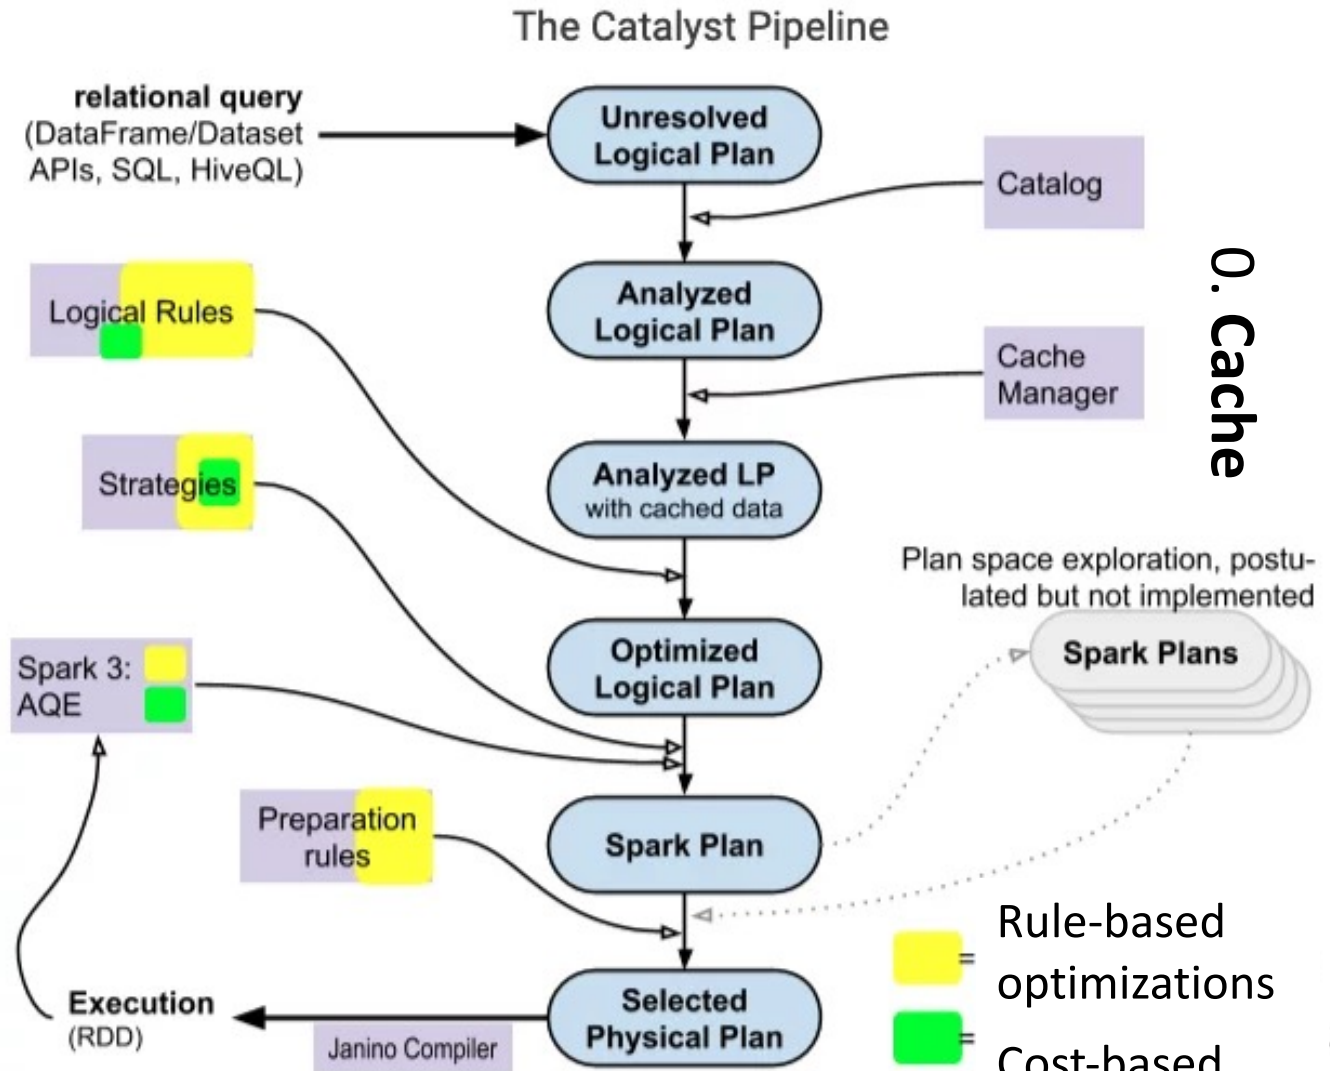 The Catalyst Pipeline
relational query
(DataFrame/Dataset
APIs, SQL, HiveQL)
Unresolved
Logical Plan
Catalog
Logical Rules
Analyzed
Logical Plan
Cache
Manager
0. Cache
Strategies
Analyzed LP
with cached data
Plan space exploration, postu-
lated but not implemented
Spark Plans
Spark 3:
AQE
Optimized
Logical Plan
Preparation
rules
Spark Plan
Rule-based
optimizations
=
Execution
(RDD)
Janino Compiler
Selected
Physical Plan
=
Cost-based